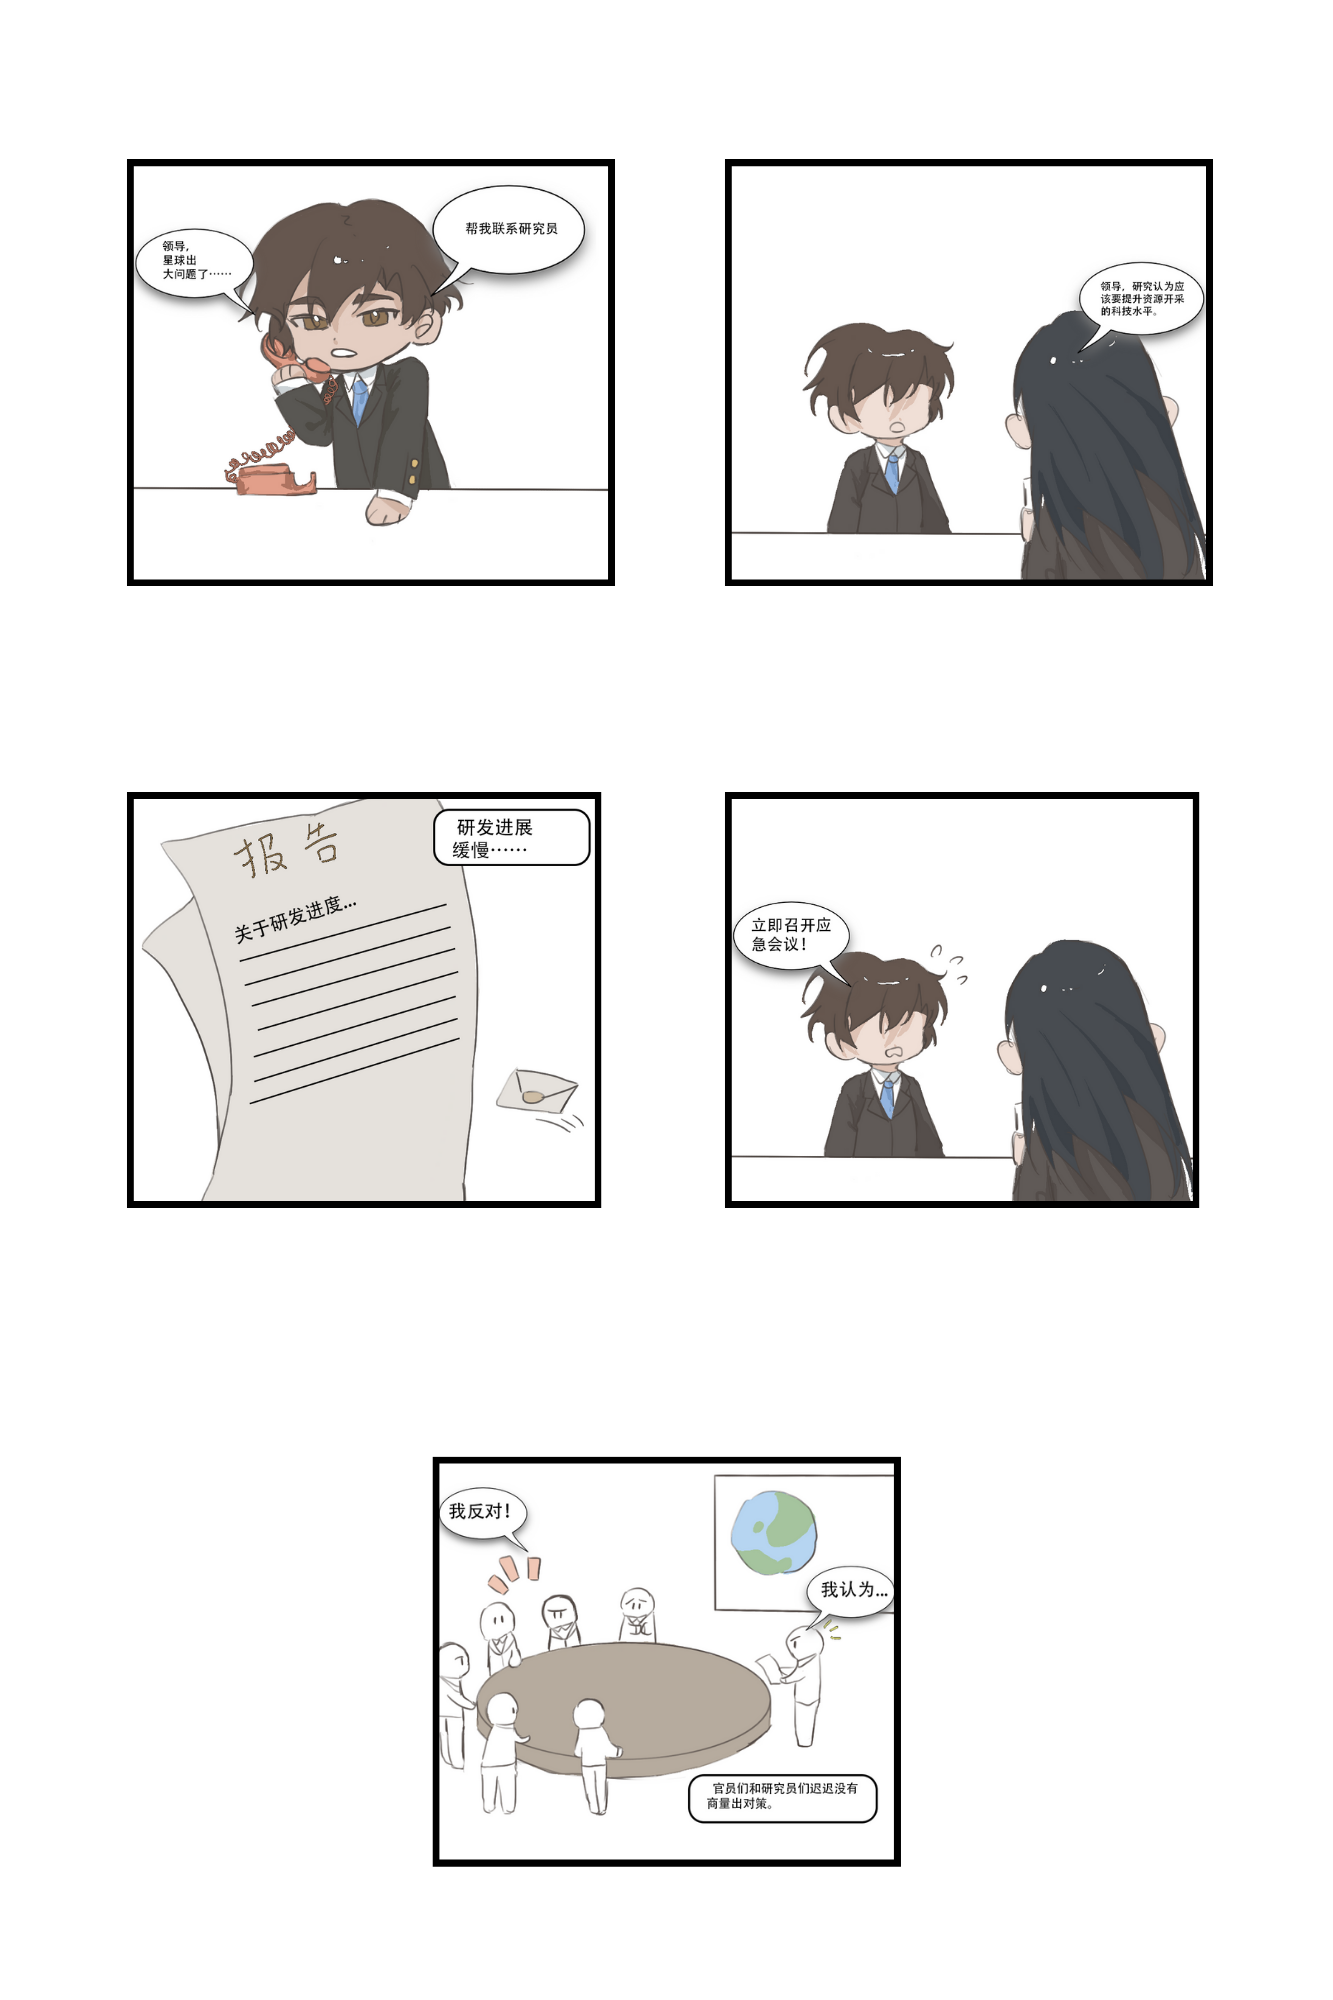 领导，
星球出
大问题了……
帮我联系研究员
领导，研究认为应
该要提升资源开采
的科技水平。
报告
关于研发进度...
研发进展
缓慢……
立即召开应
急会议！
我反对！
我认为...
官员们和研究员们迟迟没有
商量出对策。